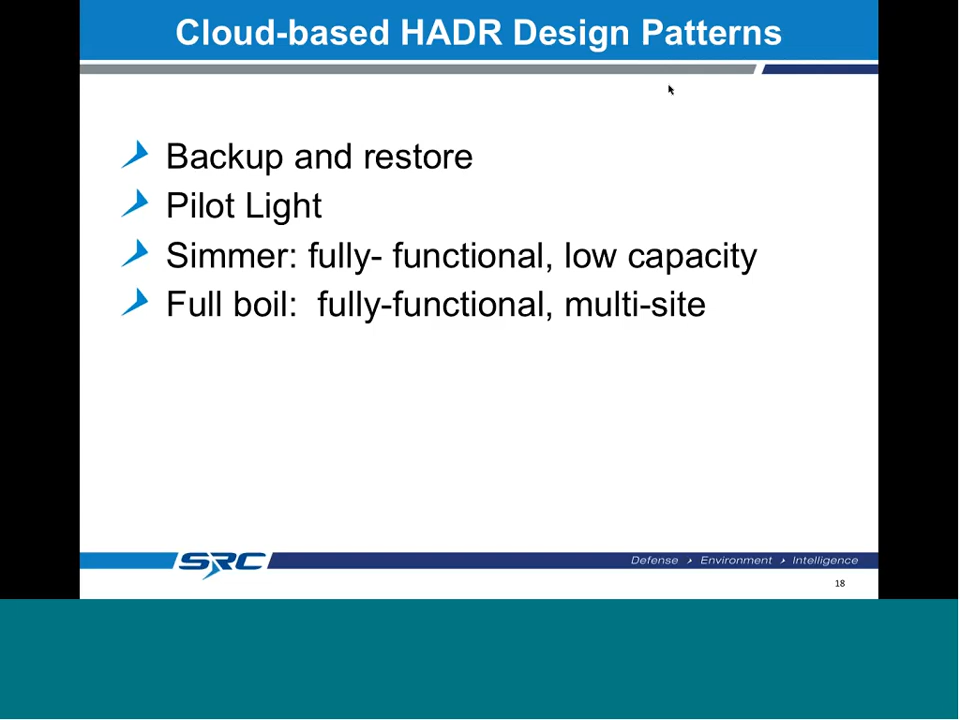 Cloud-based HADR Design Patterns
Backup and restore
Pilot Light
Simmer: fully- functional, low capacity
Full boil:  fully-functional, multi-site
SRC
Defense Environment Intelligence
18